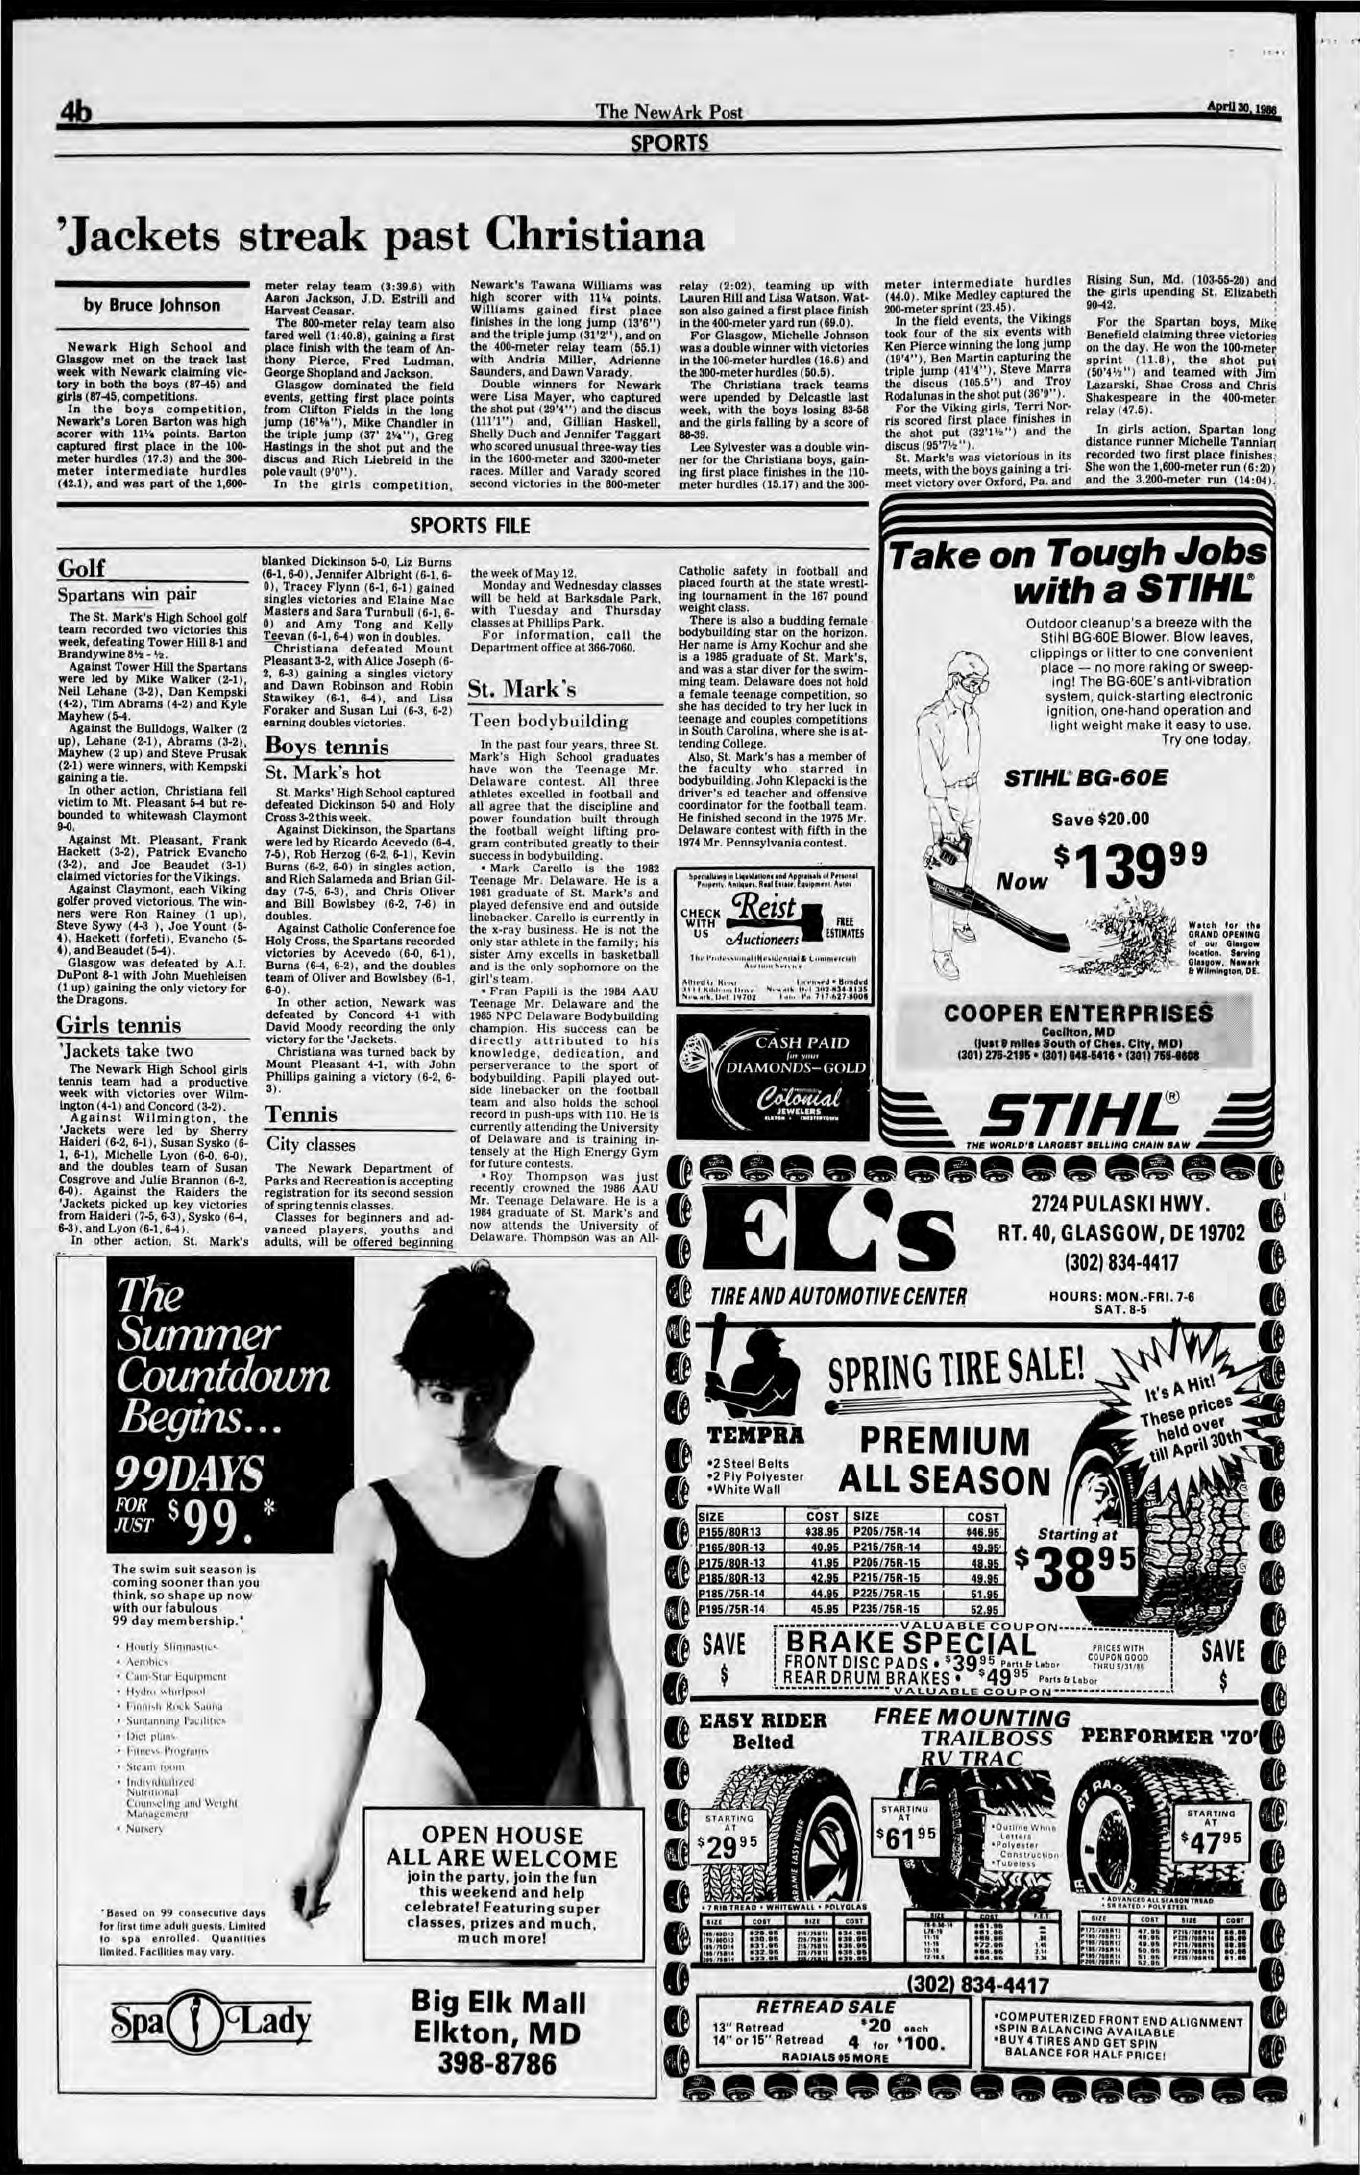 4b
The NewArk Post
April 30, 1986
SPORTS
'Jackets streak past Christiana
by Bruce Johnson
Newark High School and
Glasgow met on the track last
week with Newark claiming vic-
tory in both the boys (87-45) and
girls (87-45, competitions.
In the boys competition,
Newark's Loren Barton was high
scorer with 11¼ points. Barton
captured first place in the 100-
meter hurdles (17.3) and the 300-
meter intermediate hurdles
(42.1), and was part of the 1,600-
meter relay team (3:39.6) with
Aaron Jackson, J.D. Estrill and
Harvest Ceasar.
The 800-meter relay team also
fared well (1:40.8), gaining a first
place finish with the team of An-
thony Pierce, Fred Ludman,
George Shopland and Jackson.
Glasgow dominated the field
events, getting first place points
from Clifton Fields in the long
jump (16'⅛"), Mike Chandler in
the triple jump (37' 2¼"), Greg
Hastings in the shot put and the
discus and Rich Liebreid in the
pole vault (9'0").
In the girls competition,
Newark's Tawana Williams was
high scorer with 11¼ points.
Williams gained first place
finishes in the long jump (13'6")
and the triple jump (31'2"), and on
the 400-meter relay team (55.1)
with Andria Miller, Adrienne
Saunders, and Dawn Varady.
Double winners for Newark
were Lisa Mayer, who captured
the shot put (29'4") and the discus
(111'1") and, Gillian Haskell,
Shelly Duch and Jennifer Taggart
who scored unusual three-way ties
in the 1600-meter and 3200-meter
races. Miller and Varady scored
second victories in the 800-meter
relay (2:02), teaming up with
Lauren Hill and Lisa Watson. Wat-
son also gained a first place finish
in the 400-meter yard run (69.0).
For Glasgow, Michelle Johnson
was a double winner with victories
in the 100-meter hurdles (16.6) and
the 300-meter hurdles (50.5).
The Christiana track teams
were upended by Delcastle last
week, with the boys losing 83-58
and the girls falling by a score of
88-39.
Lee Sylvester was a double win-
ner for the Christiana boys, gain-
ing first place finishes in the 110-
meter hurdles (15.17) and the 300-
meter intermediate hurdles
(44.0). Mike Medley captured the
200-meter sprint (23.45).
In the field events, the Vikings
took four of the six events with
Ken Pierce winning the long jump
(19'4"), Ben Martin capturing the
triple jump (41'4"), Steve Marra
the discus (105.5") and Troy
Rodalunas in the shot put (36'9").
For the Viking girls, Terri Nor-
ris scored first place finishes in
the shot put (32'1½") and the
discus (95'7½").
St. Mark's was victorious in its
meets, with the boys gaining a tri-
meet victory over Oxford, Pa. and
Rising Sun, Md. (103-55-20) and
the girls upending St. Elizabeth
90-42.
For the Spartan boys, Mike
Benefield claiming three victories
on the day. He won the 100-meter
sprint (11.8), the shot put
(50'4½") and teamed with Jim
Lazarski, Shac Cross and Chris
Shakespeare in the 400-meter
relay (47.5).
In girls action, Spartan long
distance runner Michelle Tannian
recorded two first place finishes.
She won the 1,600-meter run (6:20)
and the 3.200-meter run (14:04).
SPORTS FILE
Golf
Spartans win pair
The St. Mark's High School golf
team recorded two victories this
week, defeating Tower Hill 8-1 and
Brandywine 8½ - ½.
Against Tower Hill the Spartans
were led by Mike Walker (2-1),
Neil Lehane (3-2), Dan Kempski
(4-2), Tim Abrams (4-2) and Kyle
Mayhew (5-4.
Against the Bulldogs, Walker (2
up), Lehane (2-1), Abrams (3-2),
Mayhew (2 up) and Steve Prusak
(2-1) were winners, with Kempski
gaining a tie.
In other action, Christiana fell
victim to Mt. Pleasant 5-4 but re-
bounded to whitewash Claymont
9-0.
Against Mt. Pleasant, Frank
Hackett (3-2), Patrick Evancho
(3-2), and Joe Beaudet (3-1)
claimed victories for the Vikings.
Against Claymont, each Viking
golfer proved victorious. The win-
ners were Ron Rainey (1 up),
Steve Sywy (4-3 ), Joe Yount (5-
4), Hackett (forfeti), Evancho (5-
4), and Beaudet (5-4).
Glasgow was defeated by A.I.
DuPont 8-1 with John Muehleisen
(1 up) gaining the only victory for
the Dragons.
Girls tennis
'Jackets take two
The Newark High School girls
tennis team had a productive
week with victories over Wilm-
ington (4-1) and Concord (3-2).
Against Wilmington, the
'Jackets were led by Sherry
Haideri (6-2, 6-1), Susan Sysko (6-
1, 6-1), Michelle Lyon (6-0, 6-0),
and the doubles team of Susan
Cosgrove and Julie Brannon (6-2,
6-0). Against the Raiders the
'Jackets picked up key victories
from Haideri (7-5, 6-3), Sysko (6-4,
6-3), and Lyon (6-1, 6-4).
In other action, St. Mark's
blanked Dickinson 5-0, Liz Burns
(6-1, 6-0), Jennifer Albright (6-1, 6-
0), Tracey Flynn (6-1, 6-1) gained
singles victories and Elaine Mac
Masters and Sara Turnbull (6-1, 6-
0) and Amy Tong and Kelly
Teevan (6-1, 6-4) won in doubles.
Christiana defeated Mount
Pleasant 3-2, with Alice Joseph (6-
2, 6-3) gaining a singles victory
and Dawn Robinson and Robin
Stawikey (6-1, 6-4), and Lisa
Foraker and Susan Lui (6-3, 6-2)
earning doubles victories.
Boys tennis
St. Mark's hot
St. Marks' High School captured
defeated Dickinson 5-0 and Holy
Cross 3-2 this week.
Against Dickinson, the Spartans
were led by Ricardo Acevedo (6-4,
7-5), Rob Herzog (6-2, 6-1), Kevin
Burns (6-2, 6-0) in singles action,
and Rich Salameda and Brian Gil-
day (7-5, 6-3), and Chris Oliver
and Bill Bowlsbey (6-2, 7-6) in
doubles.
Against Catholic Conference foe
Holy Cross, the Spartans recorded
victories by Acevedo (6-0, 6-1),
Burns (6-4, 6-2), and the doubles
team of Oliver and Bowlsbey (6-1,
6-0).
In other action, Newark was
defeated by Concord 4-1 with
David Moody recording the only
victory for the 'Jackets.
Christiana was turned back by
Mount Pleasant 4-1, with John
Phillips gaining a victory (6-2, 6-
3).
Tennis
City classes
The Newark Department of
Parks and Recreation is accepting
registration for its second session
of spring tennis classes.
Classes for beginners and ad-
vanced players, youths and
adults, will be offered beginning
the week of May 12.
Monday and Wednesday classes
will be held at Barksdale Park,
with Tuesday and Thursday
classes at Phillips Park.
For information, call the
Department office at 366-7060.
St. Mark's
Teen bodybuilding
In the past four years, three St.
Mark's High School graduates
have won the Teenage Mr.
Delaware contest. All three
athletes excelled in football and
all agree that the discipline and
power foundation built through
the football weight lifting pro-
gram contributed greatly to their
success in bodybuilding.
• Mark Carello is the 1982
Teenage Mr. Delaware. He is a
1981 graduate of St. Mark's and
played defensive end and outside
linebacker. Carello is currently in
the x-ray business. He is not the
only star athlete in the family; his
sister Amy excells in basketball
and is the only sophomore on the
girl's team.
• Fran Papili is the 1984 AAU
Teenage Mr. Delaware and the
1985 NPC Delaware Bodybuilding
champion. His success can be
directly attributed to his
knowledge, dedication, and
perserverance to the sport of
bodybuilding. Papili played out-
side linebacker on the football
team and also holds the school
record in push-ups with 110. He is
currently attending the University
of Delaware and is training in-
tensely at the High Energy Gym
for future contests.
• Roy Thompson was just
recently crowned the 1986 AAU
Mr. Teenage Delaware. He is a
1984 graduate of St. Mark's and
now attends the University of
Delaware. Thompson was an All-
Catholic safety in football and
placed fourth at the state wrestl-
ing tournament in the 167 pound
weight class.
There is also a budding female
bodybuilding star on the horizon.
Her name is Amy Kochur and she
is a 1985 graduate of St. Mark's,
and was a star diver for the swim-
ming team. Delaware does not hold
a female teenage competition, so
she has decided to try her luck in
teenage and couples competitions
in South Carolina, where she is at-
tending College.
Also, St. Mark's has a member of
the faculty who starred in
bodybuilding. John Klepacki is the
driver's ed teacher and offensive
coordinator for the football team.
He finished second in the 1975 Mr.
Delaware contest with fifth in the
1974 Mr. Pennsylvania contest.
Specializing in Liquidations and Appraisals of Personal
Property, Antiques, Real Estate, Equipment, Autos
CHECK WITH US
Reist
Auctioneers
FREE ESTIMATES
The Professional Residential & Commercial
Auction Service
Licensed • Bonded
Newark, Del. 19702
CASH PAID
for your
DIAMONDS–GOLD
Colonial
JEWELERS
Take on Tough Jobs
with a STIHL®
Outdoor cleanup's a breeze with the
Stihl BG-60E Blower. Blow leaves,
clippings or litter to one convenient
place — no more raking or sweep-
ing! The BG-60E's anti-vibration
system, quick-starting electronic
ignition, one-hand operation and
light weight make it easy to use.
Try one today.
STIHL® BG-60E
Save $20.00
Now $139 99
Watch for the
GRAND OPENING
of our Glasgow
location. Serving
Glasgow, Newark
& Wilmington, DE.
COOPER ENTERPRISES
Cecilton, MD
(just 9 miles South of Ches. City, MD)
(301) 275-2195 • (301) 648-5416 • (301) 755-6608
STIHL®
THE WORLD'S LARGEST SELLING CHAIN SAW
EL's
TIRE AND AUTOMOTIVE CENTER
2724 PULASKI HWY.
RT. 40, GLASGOW, DE 19702
(302) 834-4417
HOURS: MON.-FRI. 7-6
SAT. 8-5
SPRING TIRE SALE!
It's A Hit!
These prices
held over
till April 30th
TEMPRA
•2 Steel Belts
•2 Ply Polyester
•White Wall
PREMIUM
ALL SEASON
SIZE COST SIZE COST
P155/80R13 $38.95 P205/75R-14 $46.95
P165/80R-13 40.95 P215/75R-14 49.95
P175/80R-13 41.95 P205/75R-15 48.95
P185/80R-13 42.95 P215/75R-15 49.95
P185/75R-14 44.95 P225/75R-15 51.95
P195/75R-14 45.95 P235/75R-15 52.95
Starting at
$38 95
VALUABLE COUPON
SAVE $
BRAKE SPECIAL
FRONT DISC PADS • $39 95 Parts & Labor
REAR DRUM BRAKES • $49 95 Parts & Labor
PRICES WITH
COUPON GOOD
THRU 5/31/86
SAVE $
VALUABLE COUPON
EASY RIDER
Belted
STARTING AT
$29 95
• 7 RIB TREAD • WHITEWALL • POLYGLAS
FREE MOUNTING
TRAILBOSS
RV TRAC
STARTING AT
$61 95
•Outline White
Letters
•Polyester
Construction
•Tubeless
PERFORMER '70'
GT RADIAL
STARTING AT
$47 95
• ADVANCED ALL SEASON TREAD
• SR RATED • POLYSTEEL
(302) 834-4417
RETREAD SALE
13" Retread $20 each
14" or 15" Retread 4 for $100.
RADIALS $5 MORE
•COMPUTERIZED FRONT END ALIGNMENT
•SPIN BALANCING AVAILABLE
•BUY 4 TIRES AND GET SPIN
BALANCE FOR HALF PRICE!
The
Summer
Countdown
Begins...
99DAYS
FOR JUST $99.*
The swim suit season is
coming sooner than you
think, so shape up now
with our fabulous
99 day membership.*
• Hourly Slimnastics
• Aerobics
• Cam-Star Equipment
• Hydro whirlpool
• Finnish Rock Sauna
• Suntanning Facilities
• Diet plans
• Fitness Programs
• Steam room
• Individualized
Nutritional
Counseling and Weight
Management
• Nursery
*Based on 99 consecutive days
for first time adult guests. Limited
to spa enrolled. Quantities
limited. Facilities may vary.
OPEN HOUSE
ALL ARE WELCOME
join the party, join the fun
this weekend and help
celebrate! Featuring super
classes, prizes and much,
much more!
Spa Lady
Big Elk Mall
Elkton, MD
398-8786